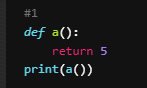 #1
def a():
    return 5
print(a())